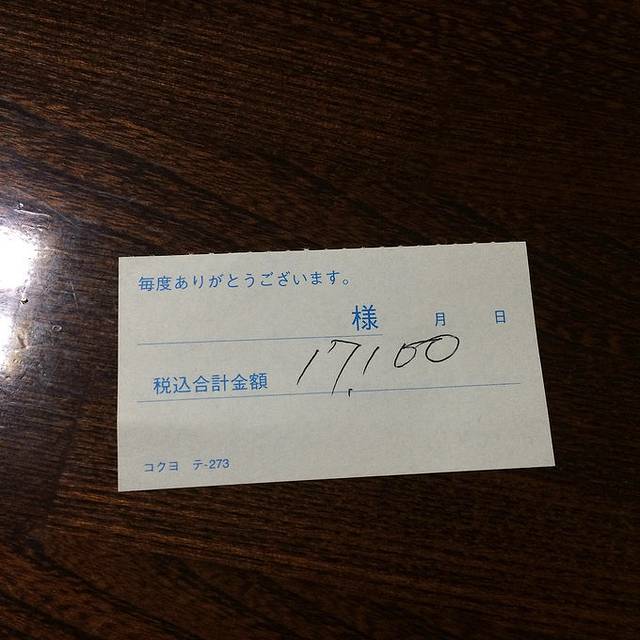 毎度ありがとうございます。
様 月 日
税込合計金額 17,100
コクヨ テ-273